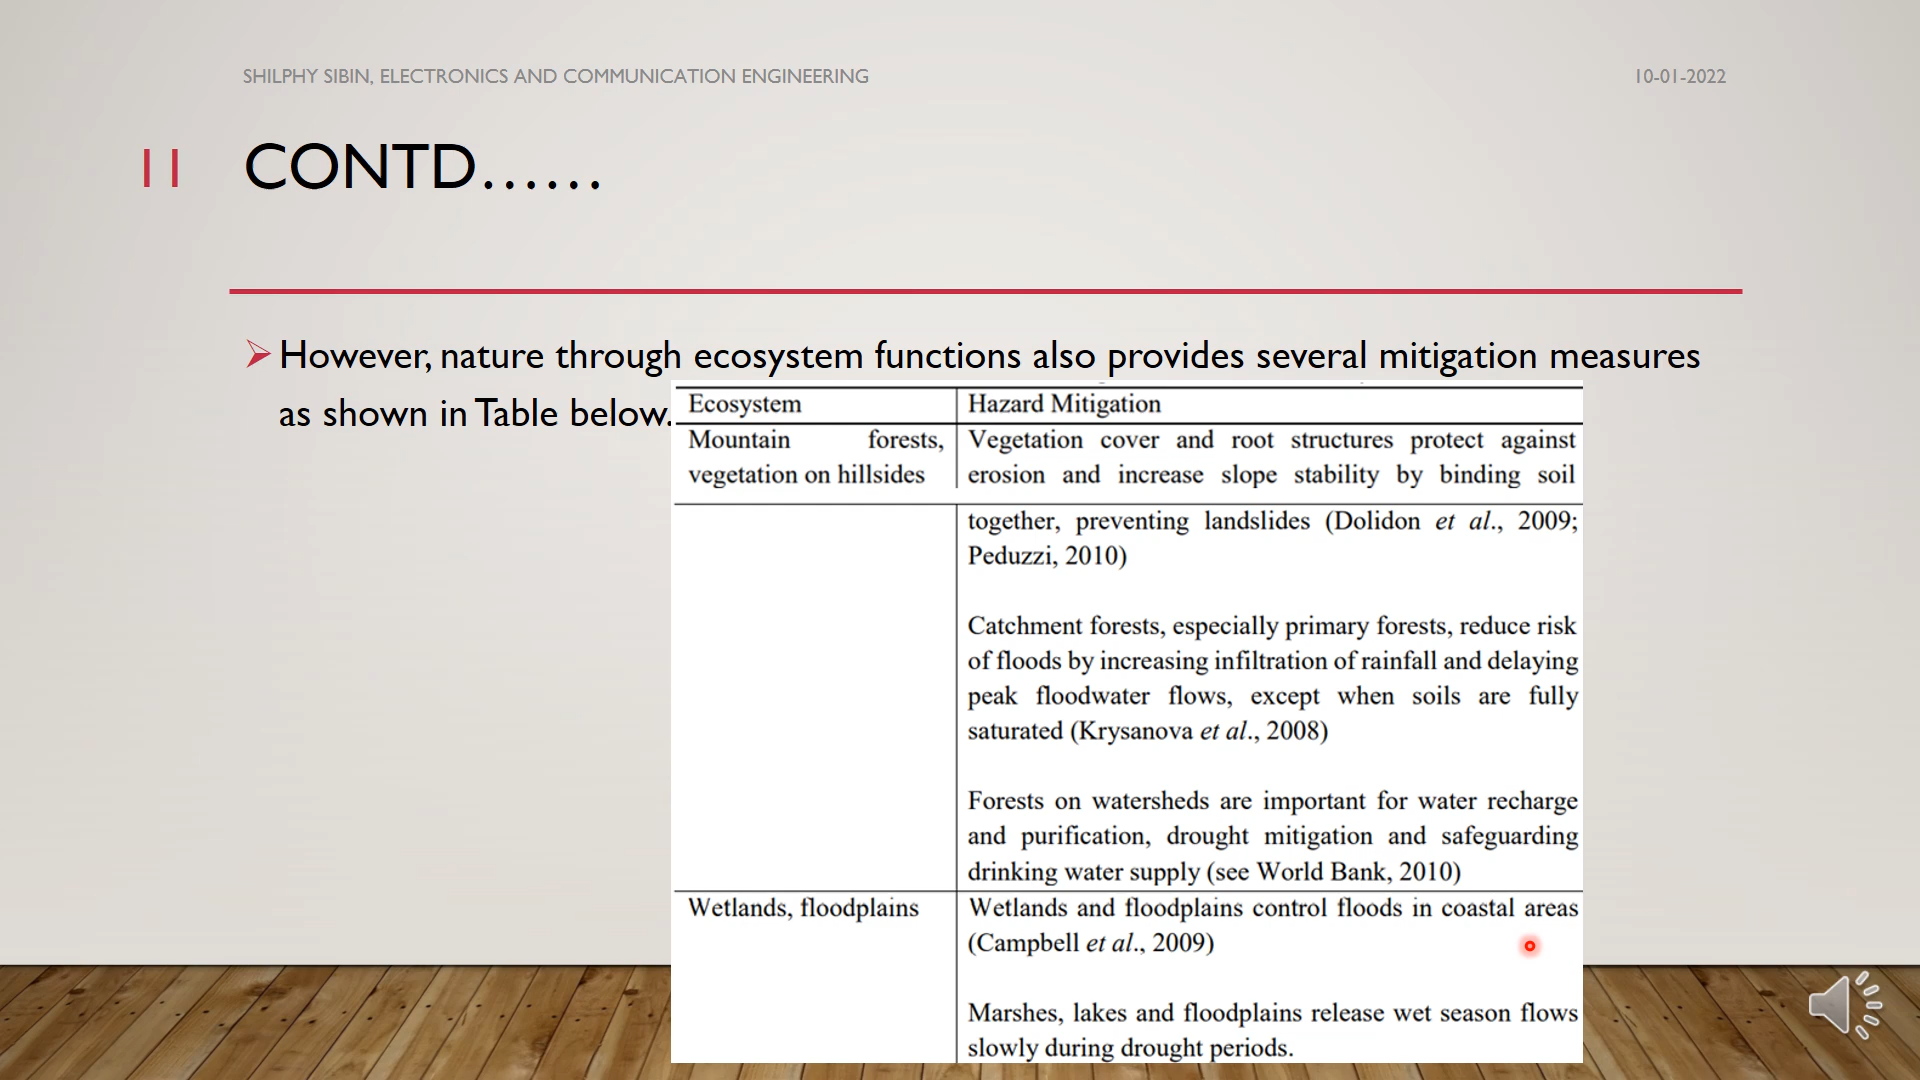 SHILPHY SIBIN, ELECTRONICS AND COMMUNICATION ENGINEERING
10-01-2022
11
CONTD......
However, nature through ecosystem functions also provides several mitigation measures
as shown in Table below.
Ecosystem
Hazard Mitigation
Mountain forests,
vegetation on hillsides
Vegetation cover and root structures protect against
erosion and increase slope stability by binding soil
together, preventing landslides (Dolidon et al., 2009;
Peduzzi, 2010)
Catchment forests, especially primary forests, reduce risk
of floods by increasing infiltration of rainfall and delaying
peak floodwater flows, except when soils are fully
saturated (Krysanova et al., 2008)
Forests on watersheds are important for water recharge
and purification, drought mitigation and safeguarding
drinking water supply (see World Bank, 2010)
Wetlands, floodplains
Wetlands and floodplains control floods in coastal areas
(Campbell et al., 2009)
Marshes, lakes and floodplains release wet season flows
slowly during drought periods.